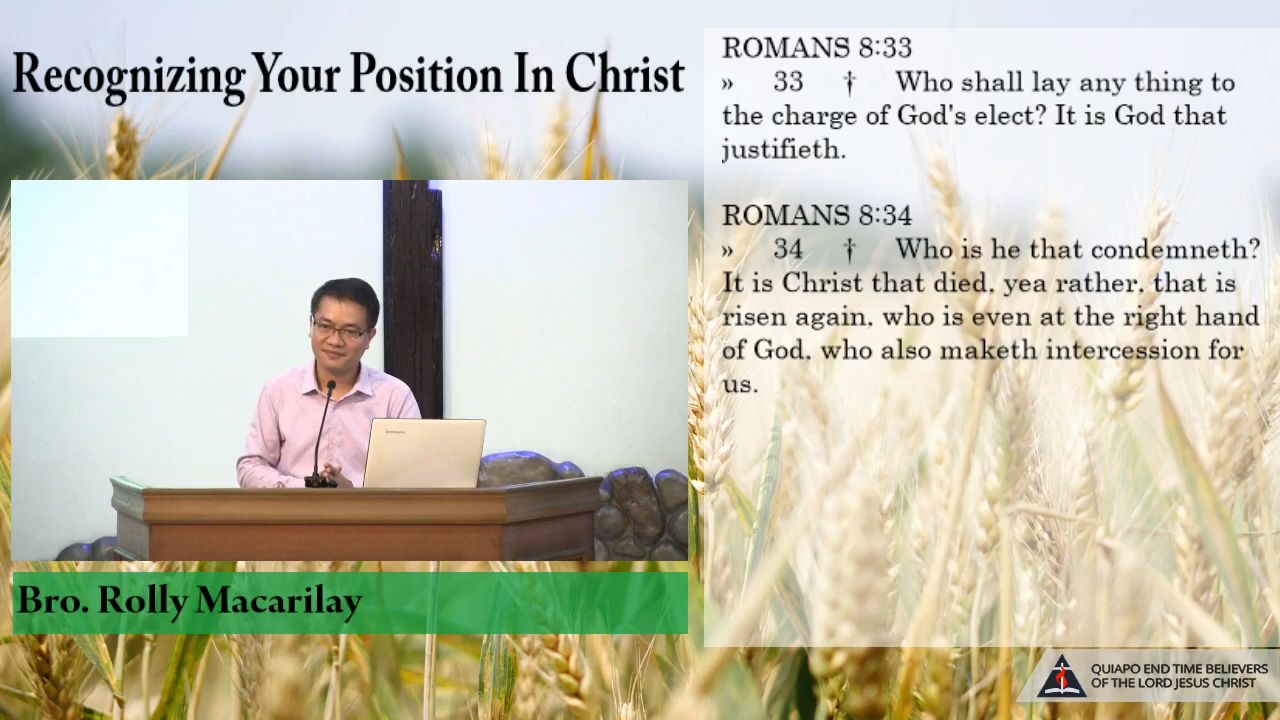 Recognizing Your Position In Christ
ROMANS 8:33
» 33 † Who shall lay any thing to
the charge of God's elect? It is God that
justifieth.
ROMANS 8:34
» 34 † Who is he that condemneth?
It is Christ that died, yea rather, that is
risen again, who is even at the right hand
of God, who also maketh intercession for
us.
Bro. Rolly Macarilay
QUIAPO END TIME BELIEVERS
OF THE LORD JESUS CHRIST